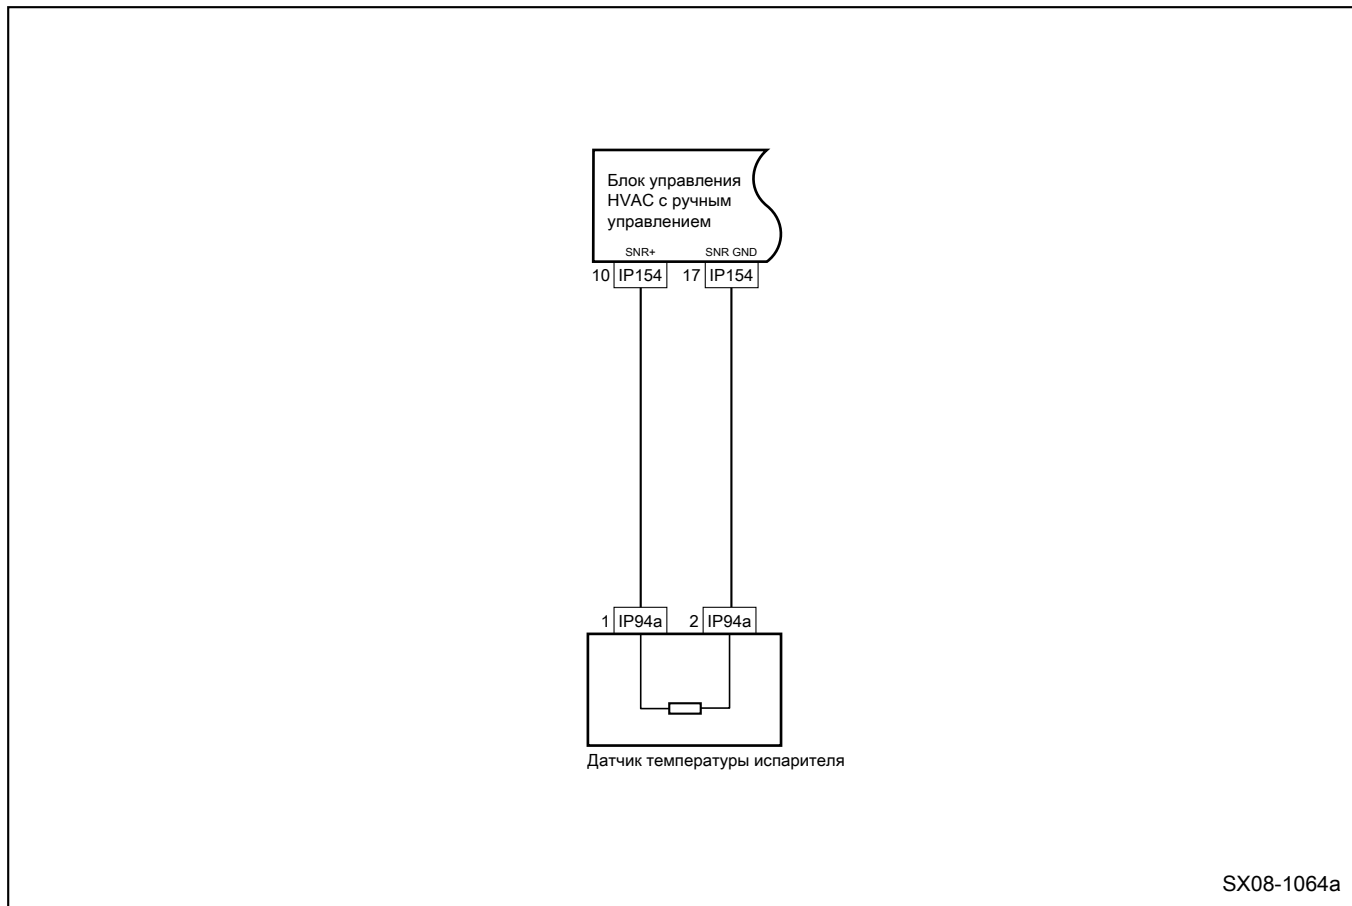 Блок управления
HVAC с ручным
управлением
SNR+ SNR GND
10 IP154 17 IP154
1 IP94a 2 IP94a
Датчик температуры испарителя
SX08-1064a